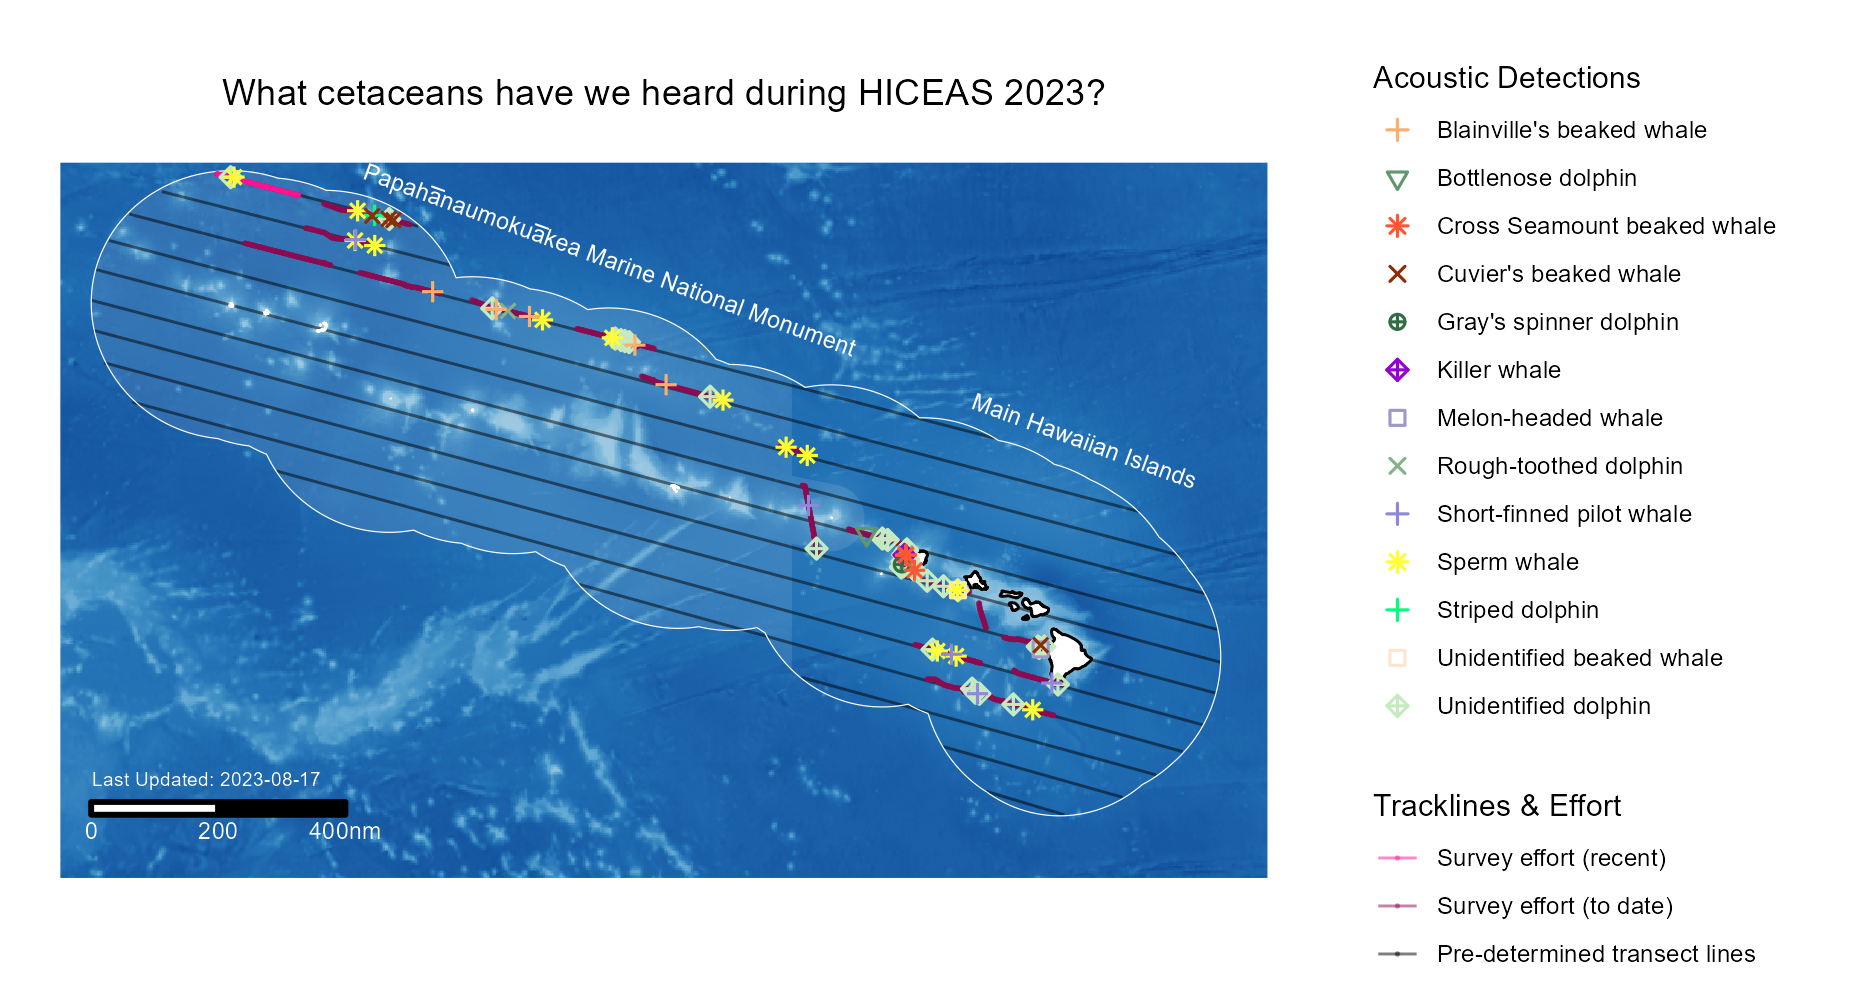 What cetaceans have we heard during HICEAS 2023?
Papahānaumokuākea Marine National Monument
Main Hawaiian Islands
Last Updated: 2023-08-17
0 200 400nm
Acoustic Detections
Blainville's beaked whale
Bottlenose dolphin
Cross Seamount beaked whale
Cuvier's beaked whale
Gray's spinner dolphin
Killer whale
Melon-headed whale
Rough-toothed dolphin
Short-finned pilot whale
Sperm whale
Striped dolphin
Unidentified beaked whale
Unidentified dolphin
Tracklines & Effort
Survey effort (recent)
Survey effort (to date)
Pre-determined transect lines